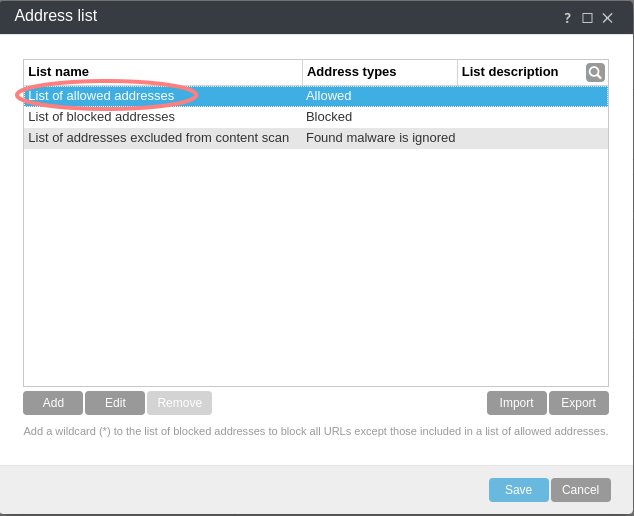 Address list
?
List name Address types List description
List of allowed addresses Allowed
List of blocked addresses Blocked
List of addresses excluded from content scan Found malware is ignored
Add Edit Remove Import Export
Add a wildcard (*) to the list of blocked addresses to block all URLs except those included in a list of allowed addresses.
Save Cancel